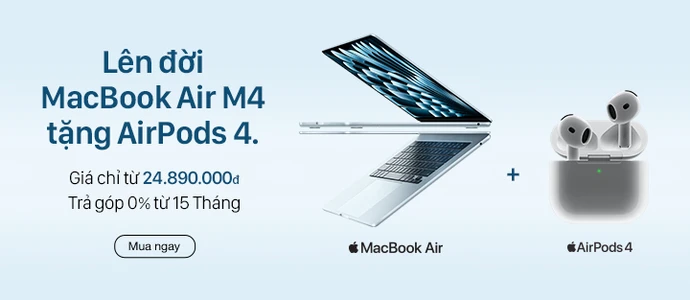 Lên đời
MacBook Air M4
tặng AirPods 4.
Giá chỉ từ 24.890.000đ
Trả góp 0% từ 15 Tháng
Mua ngay
+
MacBook Air
AirPods 4